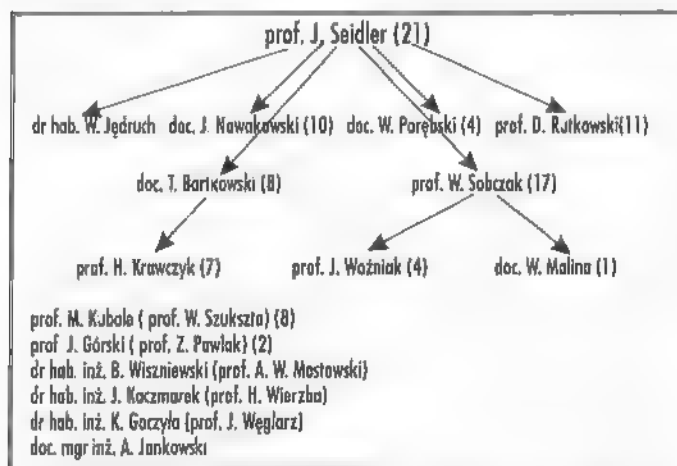 prof. J. Seidler (21)
dr hab. W. Jędruch doc. J. Nowakowski (10) doc. W. Porębski (4) prof. D. Rutkowski(11)
doc. T. Bartkowski (8) prof. W. Sobczak (17)
prof. H. Krawczyk (7) prof. J. Woźniak (4) doc. W. Malina (1)
prof. M. Kubale ( prof. W. Szukszta) (8)
prof J. Górski ( prof. Z. Pawlak) (2)
dr hab. inż. B. Wiszniewski (prof. A. W. Mostowski)
dr hab. inż. J. Kaczmarek (prof. H. Wierzba)
dr hab. inż. K. Goczyła (prof. J. Węglarz)
doc. mgr inż. A. Jankowski